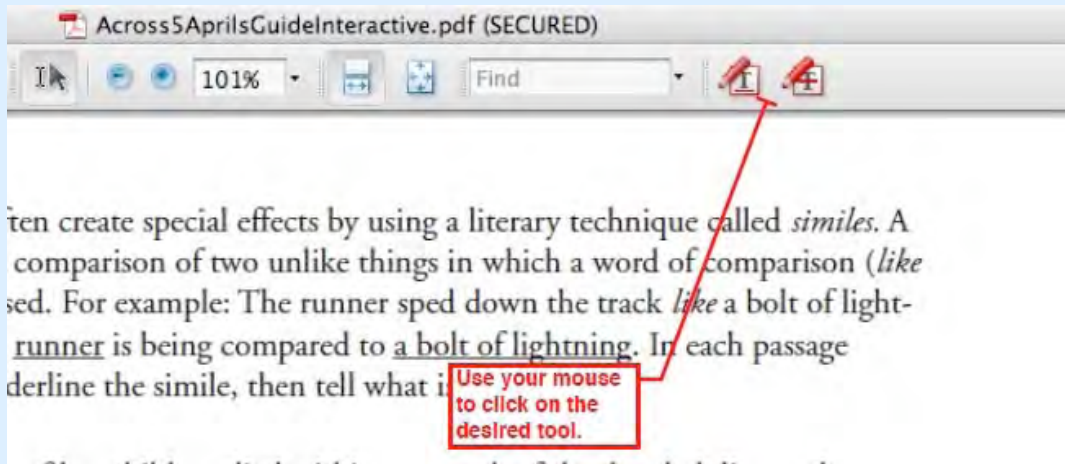 Across5AprilsGuideInteractive.pdf (SECURED)
101% Find T T
ten create special effects by using a literary technique called similes. A
comparison of two unlike things in which a word of comparison (like
sed. For example: The runner sped down the track like a bolt of light-
runner is being compared to a bolt of lightning. In each passage
derline the simile, then tell what i
Use your mouse
to click on the
desired tool.